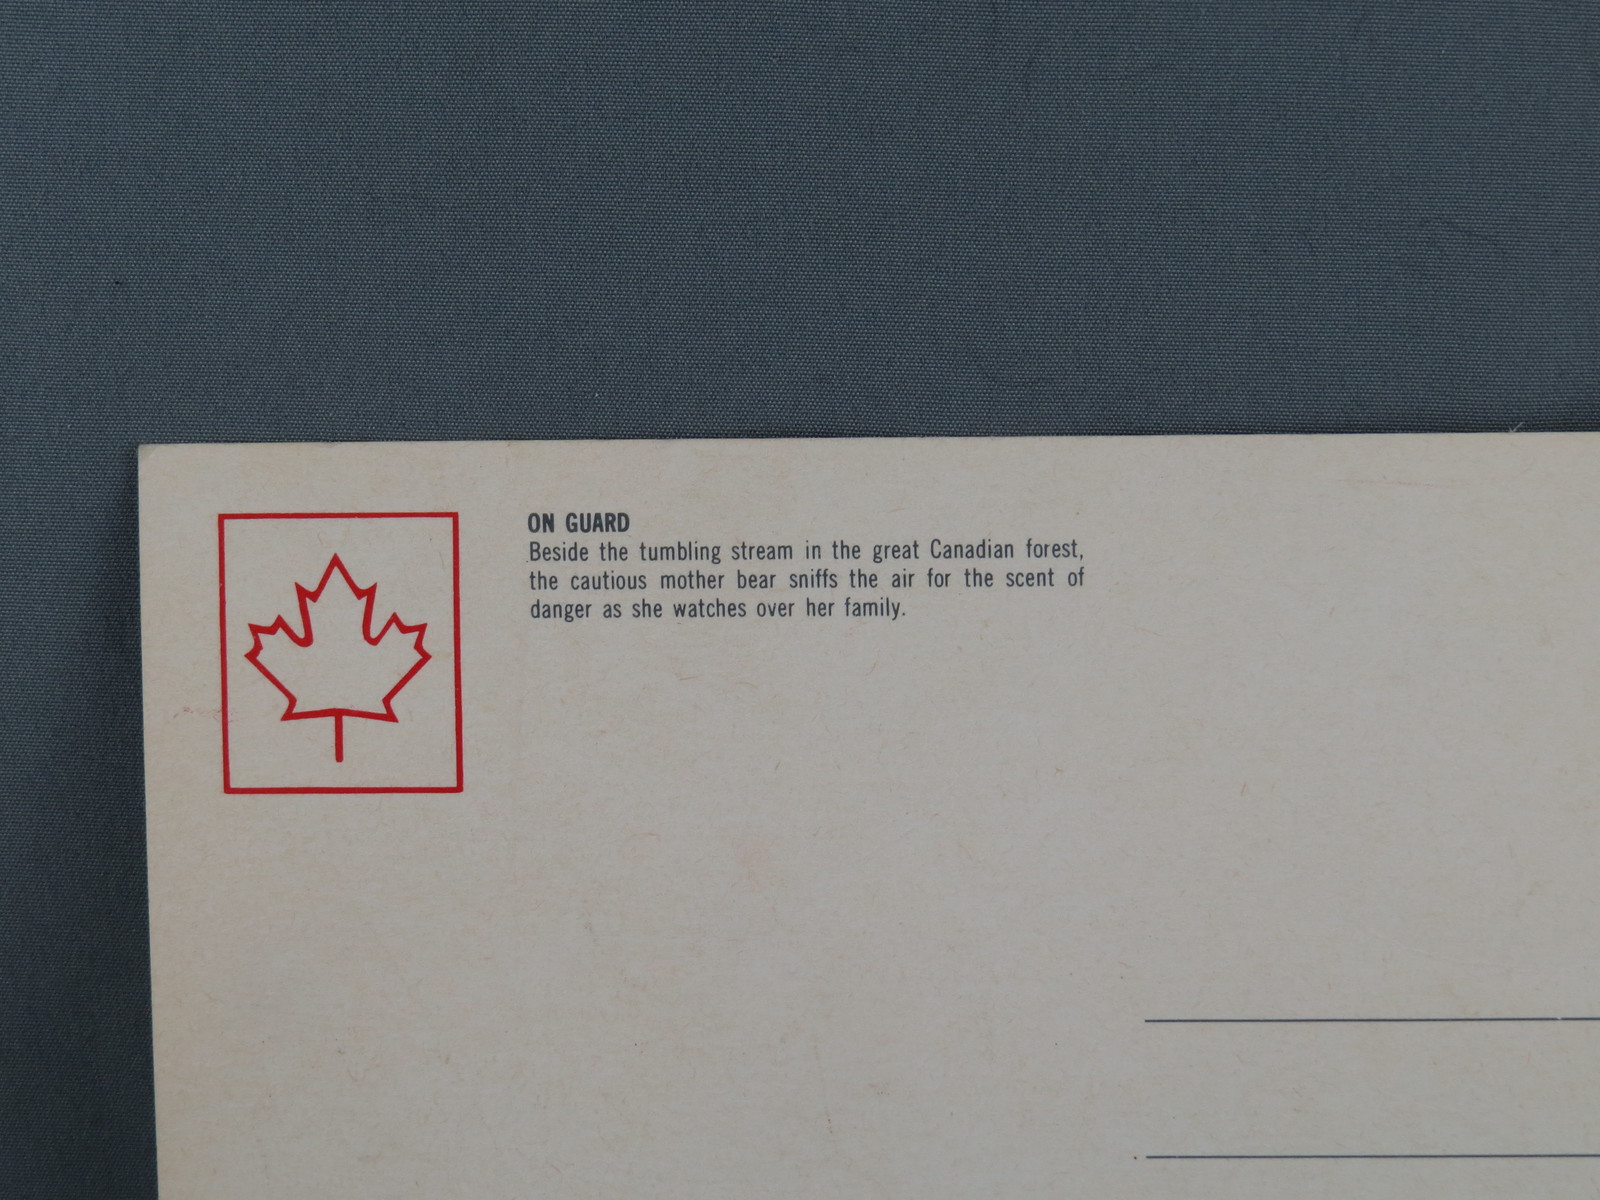 ON GUARD
Beside the tumbling stream in the great Canadian forest,
the cautious mother bear sniffs the air for the scent of
danger as she watches over her family.